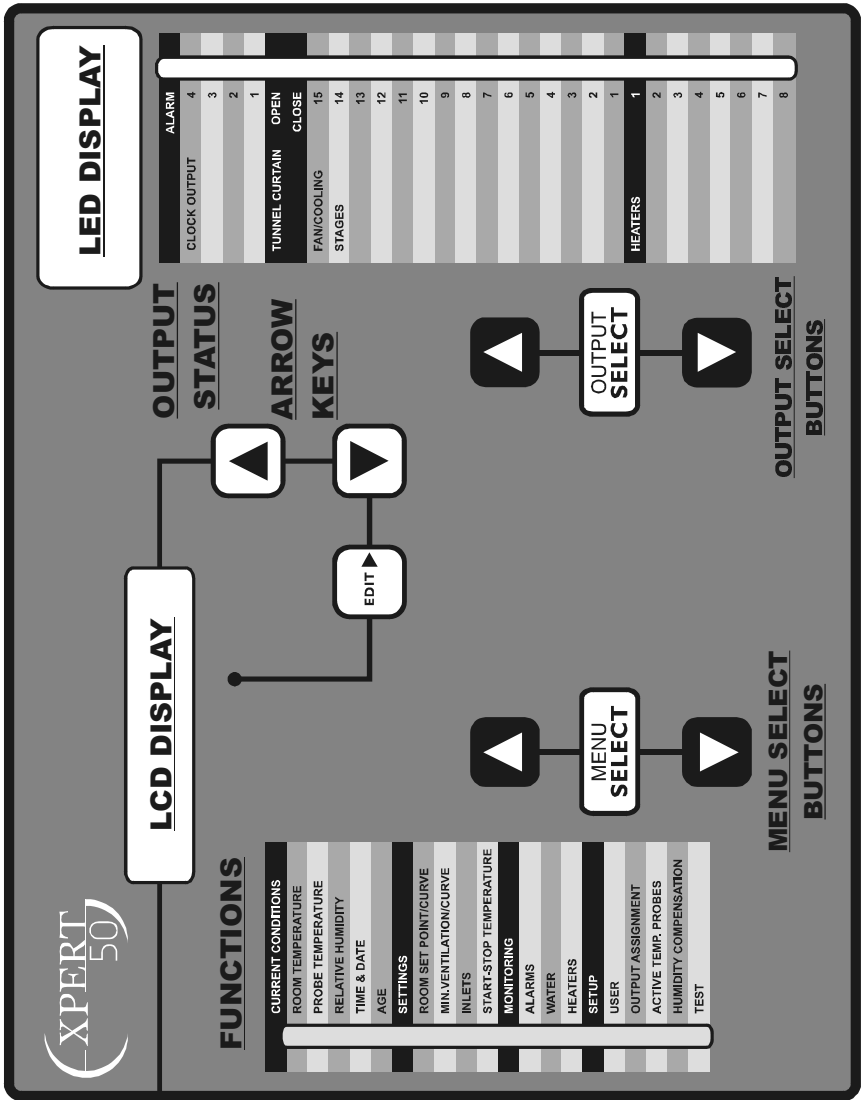 EXPERT
50
LCD DISPLAY
LED DISPLAY
FUNCTIONS
CURRENT CONDITIONS
ROOM TEMPERATURE
PROBE TEMPERATURE
RELATIVE HUMIDITY
TIME & DATE
AGE
SETTINGS
ROOM SET POINT/CURVE
MIN.VENTILATION/CURVE
INLETS
START-STOP TEMPERATURE
MONITORING
ALARMS
WATER
HEATERS
SETUP
USER
OUTPUT ASSIGNMENT
ACTIVE TEMP. PROBES
HUMIDITY COMPENSATION
TEST
EDIT
ARROW
KEYS
MENU
SELECT
MENU SELECT
BUTTONS
OUTPUT
SELECT
OUTPUT SELECT
BUTTONS
OUTPUT
STATUS
ALARM
CLOCK OUTPUT 4
3
2
1
TUNNEL CURTAIN OPEN
CLOSE
FAN/COOLING 15
STAGES 14
13
12
11
10
9
8
7
6
5
4
3
2
1
HEATERS 1
2
3
4
5
6
7
8